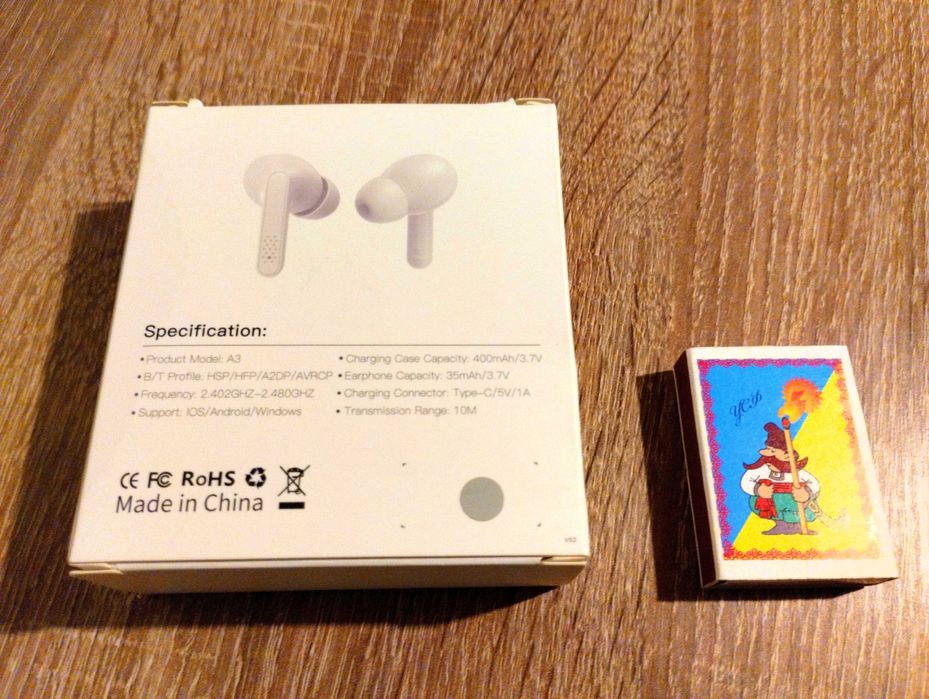 Specification:
• Product Model: A3
• B/T Profile: HSP/HFP/A2DP/AVRCP
• Frequency: 2.402GHZ-2.480GHZ
• Support: IOS/Android/Windows
• Charging Case Capacity: 400mAh/3.7V
• Earphone Capacity: 35mAh/3.7V
• Charging Connector: Type-C/5V/1A
• Transmission Range: 10M
CE FC RoHS
Made in China
УСФ